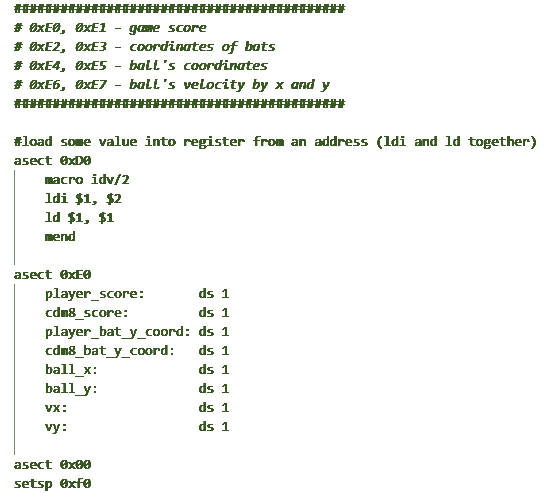 ###########################################
# 0xE0, 0xE1 - game score
# 0xE2, 0xE3 - coordinates of bats
# 0xE4, 0xE5 - ball's coordinates
# 0xE6, 0xE7 - ball's velocity by x and y
###########################################
#load some value into register from an address (ldi and ld together)
asect 0xD0
macro idv/2
ldi $1, $2
ld $1, $1
mend
asect 0xE0
player_score: ds 1
cdm8_score: ds 1
player_bat_y_coord: ds 1
cdm8_bat_y_coord: ds 1
ball_x: ds 1
ball_y: ds 1
vx: ds 1
vy: ds 1
asect 0x00
setsp 0xf0